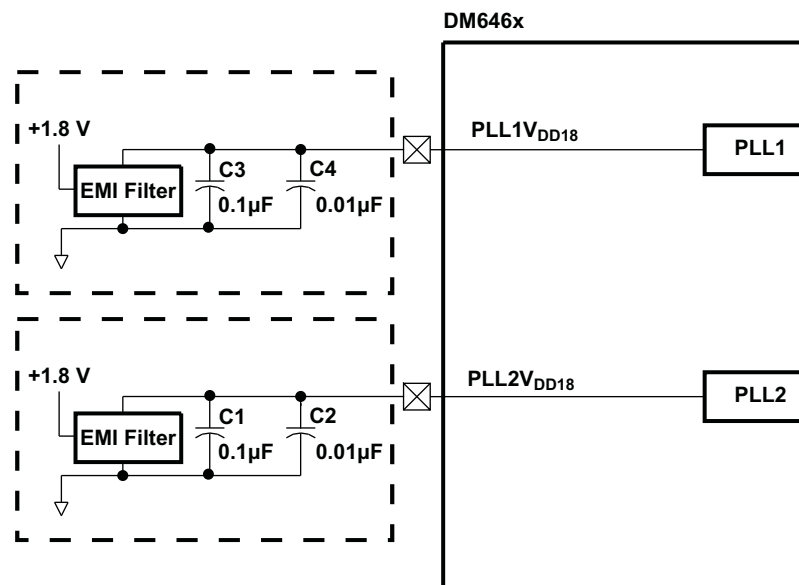 DM646x
+1.8 V
PLL1VDD18
PLL1
EMI Filter
C3
0.1µF
C4
0.01µF
+1.8 V
PLL2VDD18
PLL2
EMI Filter
C1
0.1µF
C2
0.01µF